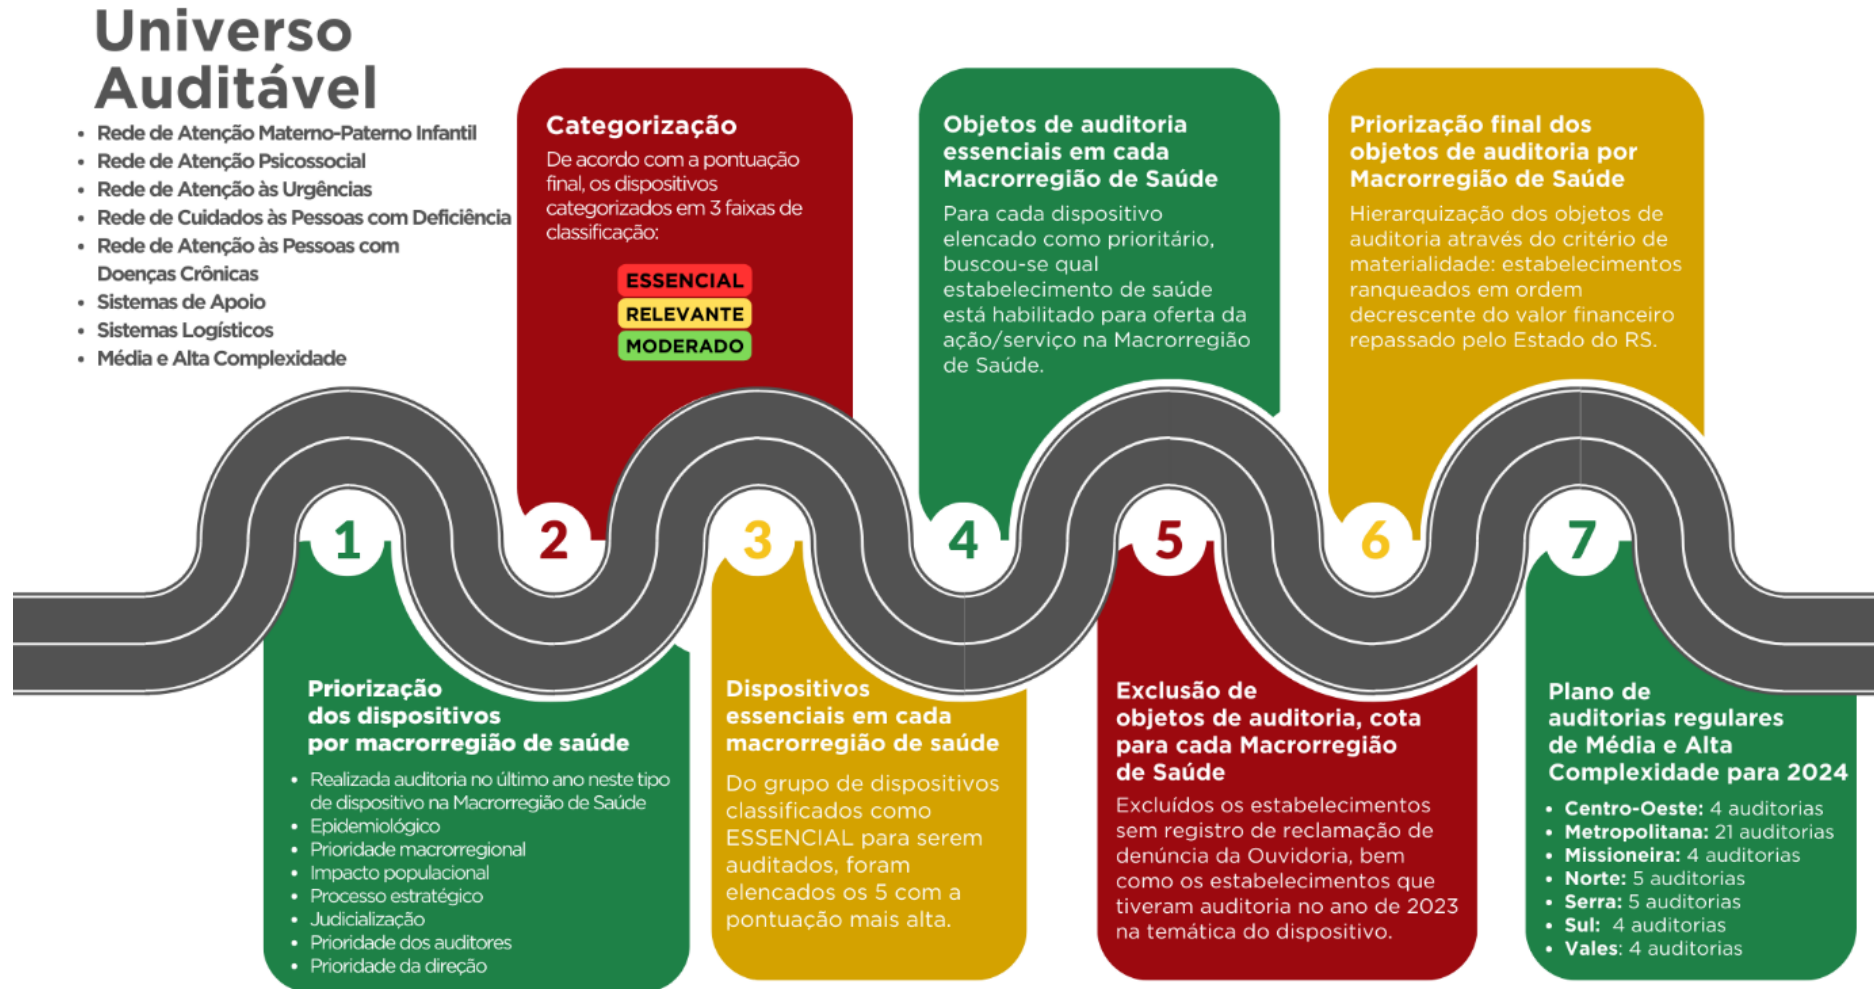 Universo
Auditável
• Rede de Atenção Materno-Paterno Infantil
• Rede de Atenção Psicossocial
• Rede de Atenção às Urgências
• Rede de Cuidados às Pessoas com Deficiência
• Rede de Atenção às Pessoas com
Doenças Crônicas
• Sistemas de Apoio
• Sistemas Logísticos
• Média e Alta Complexidade
1
Priorização
dos dispositivos
por macrorregião de saúde
• Realizada auditoria no último ano neste tipo
de dispositivo na Macrorregião de Saúde
• Epidemiológico
• Prioridade macrorregional
• Impacto populacional
• Processo estratégico
• Judicialização
• Prioridade dos auditores
• Prioridade da direção
Categorização
De acordo com a pontuação
final, os dispositivos
categorizados em 3 faixas de
classificação:
ESSENCIAL
RELEVANTE
MODERADO
2
3
Dispositivos
essenciais em cada
macrorregião de saúde
Do grupo de dispositivos
classificados como
ESSENCIAL para serem
auditados, foram
elencados os 5 com a
pontuação mais alta.
Objetos de auditoria
essenciais em cada
Macrorregião de Saúde
Para cada dispositivo
elencado como prioritário,
buscou-se qual
estabelecimento de saúde
está habilitado para oferta da
ação/serviço na Macrorregião
de Saúde.
4
5
Exclusão de
objetos de auditoria, cota
para cada Macrorregião
de Saúde
Excluídos os estabelecimentos
sem registro de reclamação de
denúncia da Ouvidoria, bem
como os estabelecimentos que
tiveram auditoria no ano de 2023
na temática do dispositivo.
Priorização final dos
objetos de auditoria por
Macrorregião de Saúde
Hierarquização dos objetos de
auditoria através do critério de
materialidade: estabelecimentos
ranqueados em ordem
decrescente do valor financeiro
repassado pelo Estado do RS.
6
7
Plano de
auditorias regulares
de Média e Alta
Complexidade para 2024
• Centro-Oeste: 4 auditorias
• Metropolitana: 21 auditorias
• Missioneira: 4 auditorias
• Norte: 5 auditorias
• Serra: 5 auditorias
• Sul: 4 auditorias
• Vales: 4 auditorias